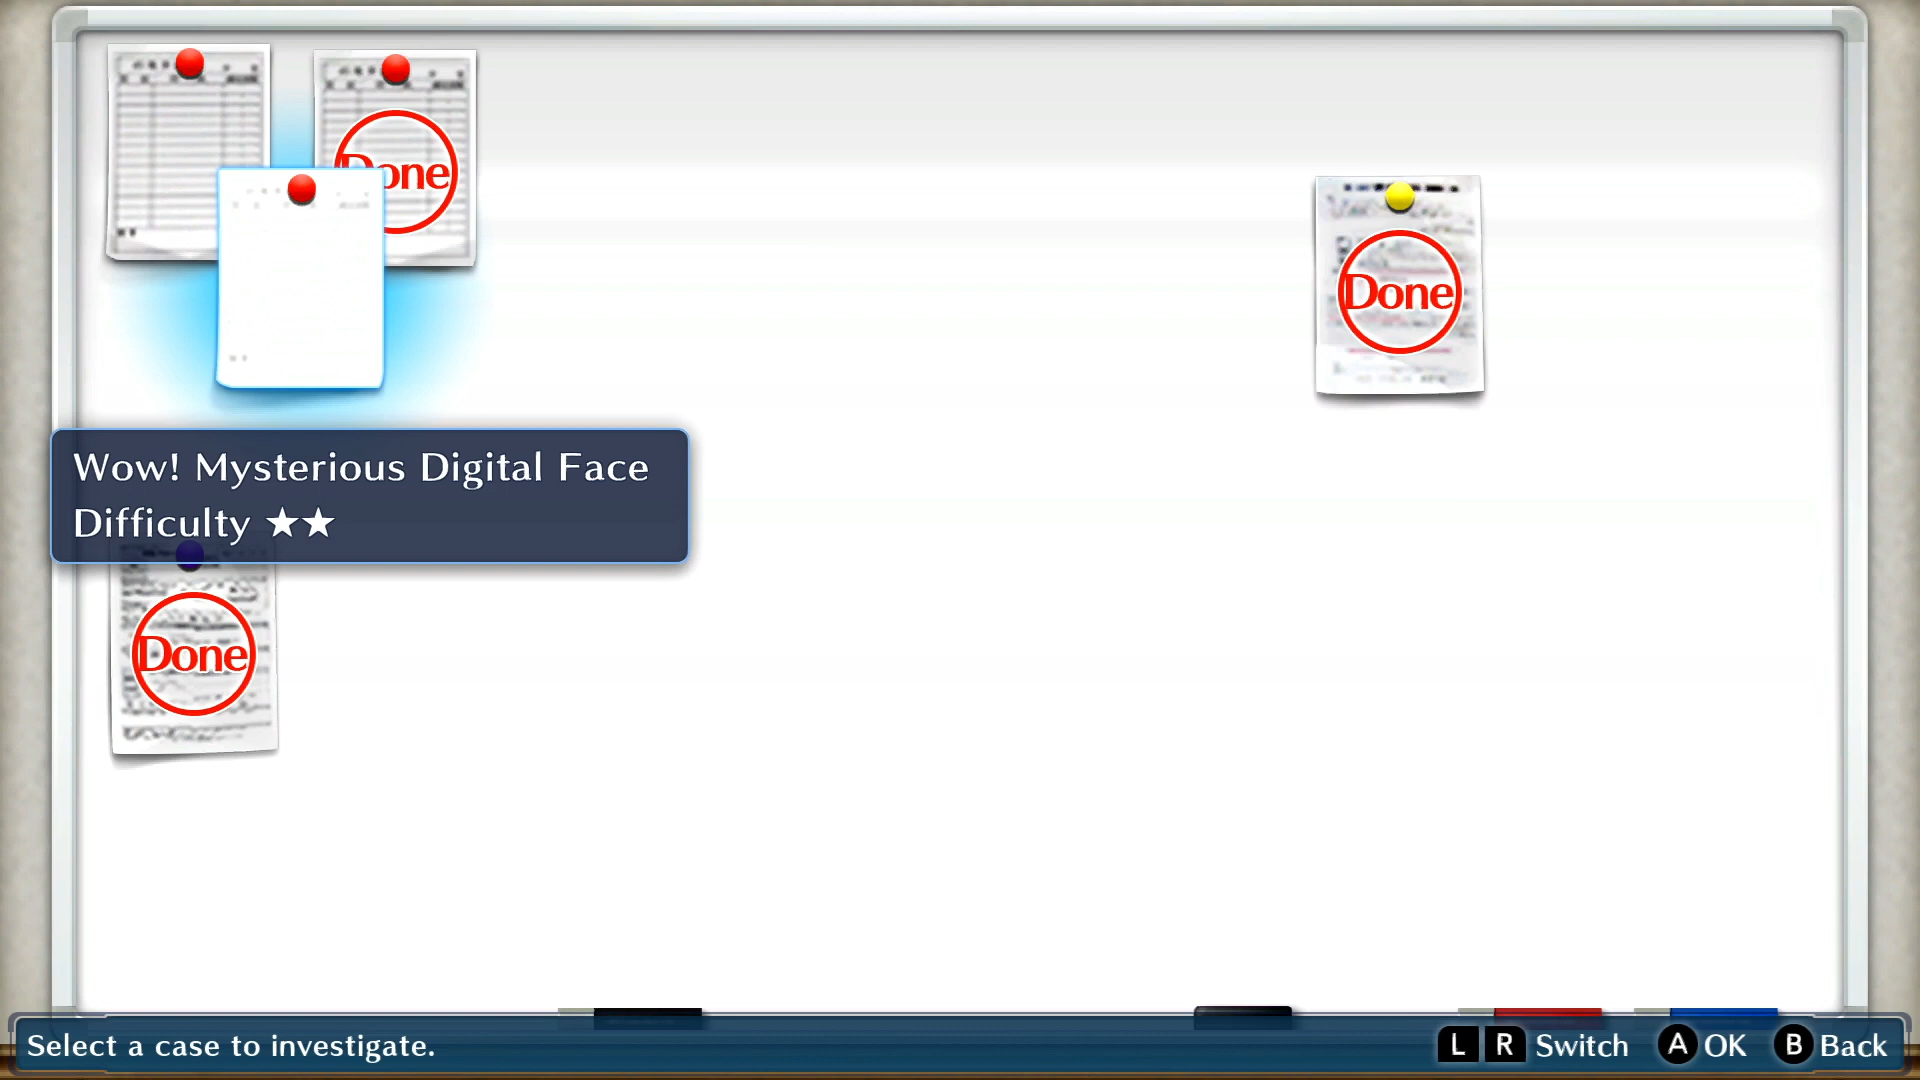 Done
Done
Wow! Mysterious Digital Face
Difficulty ★★
Done
Select a case to investigate.
L R Switch A OK B Back